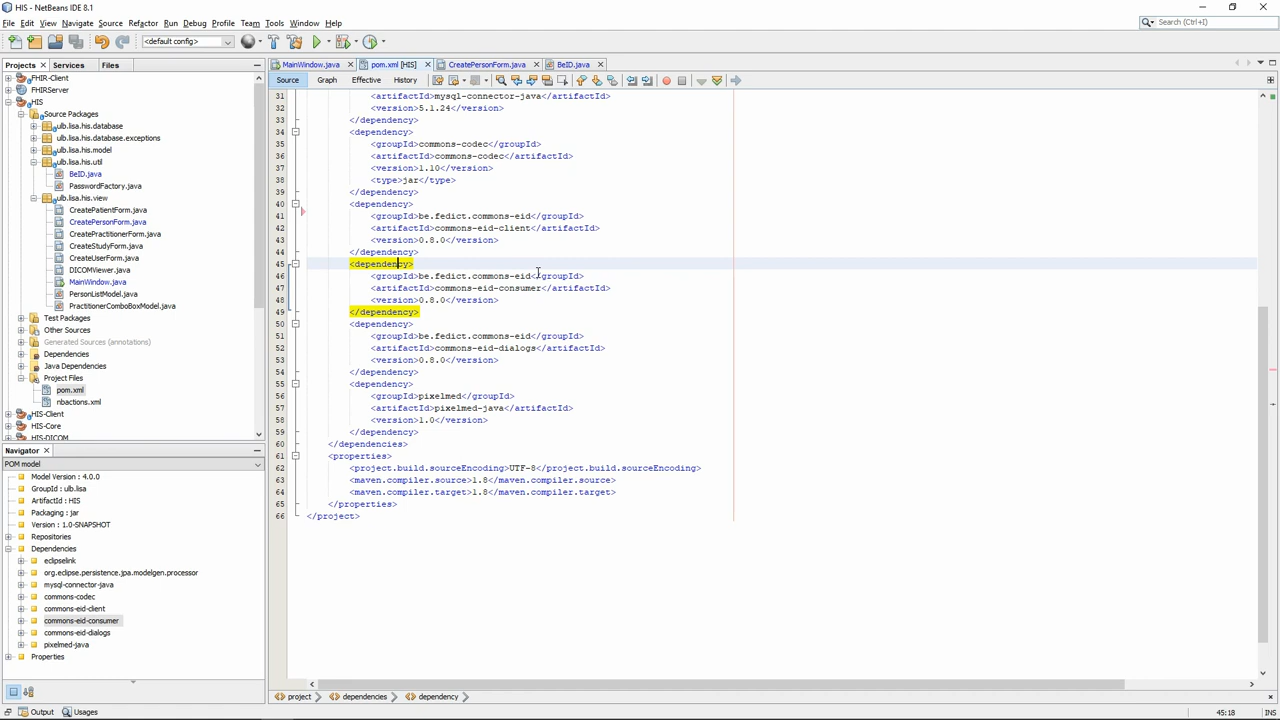 HIS - NetBeans IDE 8.1
File Edit View Navigate Source Refactor Run Debug Profile Team Tools Window Help
Search (Ctrl+I)
<default config>
Projects Services Files
MainWindow.java pom.xml [HIS] CreatePersonForm.java BeID.java
Source Graph Effective History
FHIR-Client
FHIRServer
HIS
Source Packages
ulb.lisa.his.database
ulb.lisa.his.database.exceptions
ulb.lisa.his.model
ulb.lisa.his.util
BeID.java
PasswordFactory.java
ulb.lisa.his.view
CreatePatientForm.java
CreatePersonForm.java
CreatePractitionerForm.java
CreateStudyForm.java
CreateUserForm.java
DICOMViewer.java
MainWindow.java
PersonListModel.java
PractitionerComboBoxModel.java
Test Packages
Other Sources
Generated Sources (annotations)
Dependencies
Java Dependencies
Project Files
pom.xml
nbactions.xml
HIS-Client
HIS-Core
HIS-DICOM
Navigator
POM model
Model Version : 4.0.0
GroupId : ulb.lisa
ArtifactId : HIS
Packaging : jar
Version : 1.0-SNAPSHOT
Repositories
Dependencies
eclipselink
org.eclipse.persistence.jpa.modelgen.processor
mysql-connector-java
commons-codec
commons-eid-client
commons-eid-consumer
commons-eid-dialogs
pixelmed-java
Properties
31 <artifactId>mysql-connector-java</artifactId>
32 <version>5.1.24</version>
33 </dependency>
34 <dependency>
35 <groupId>commons-codec</groupId>
36 <artifactId>commons-codec</artifactId>
37 <version>1.10</version>
38 <type>jar</type>
39 </dependency>
40 <dependency>
41 <groupId>be.fedict.commons-eid</groupId>
42 <artifactId>commons-eid-client</artifactId>
43 <version>0.8.0</version>
44 </dependency>
45 <dependency>
46 <groupId>be.fedict.commons-eid</groupId>
47 <artifactId>commons-eid-consumer</artifactId>
48 <version>0.8.0</version>
49 </dependency>
50 <dependency>
51 <groupId>be.fedict.commons-eid</groupId>
52 <artifactId>commons-eid-dialogs</artifactId>
53 <version>0.8.0</version>
54 </dependency>
55 <dependency>
56 <groupId>pixelmed</groupId>
57 <artifactId>pixelmed-java</artifactId>
58 <version>1.0</version>
59 </dependency>
60 </dependencies>
61 <properties>
62 <project.build.sourceEncoding>UTF-8</project.build.sourceEncoding>
63 <maven.compiler.source>1.8</maven.compiler.source>
64 <maven.compiler.target>1.8</maven.compiler.target>
65 </properties>
66 </project>
project dependencies dependency
Output Usages
45:18 INS